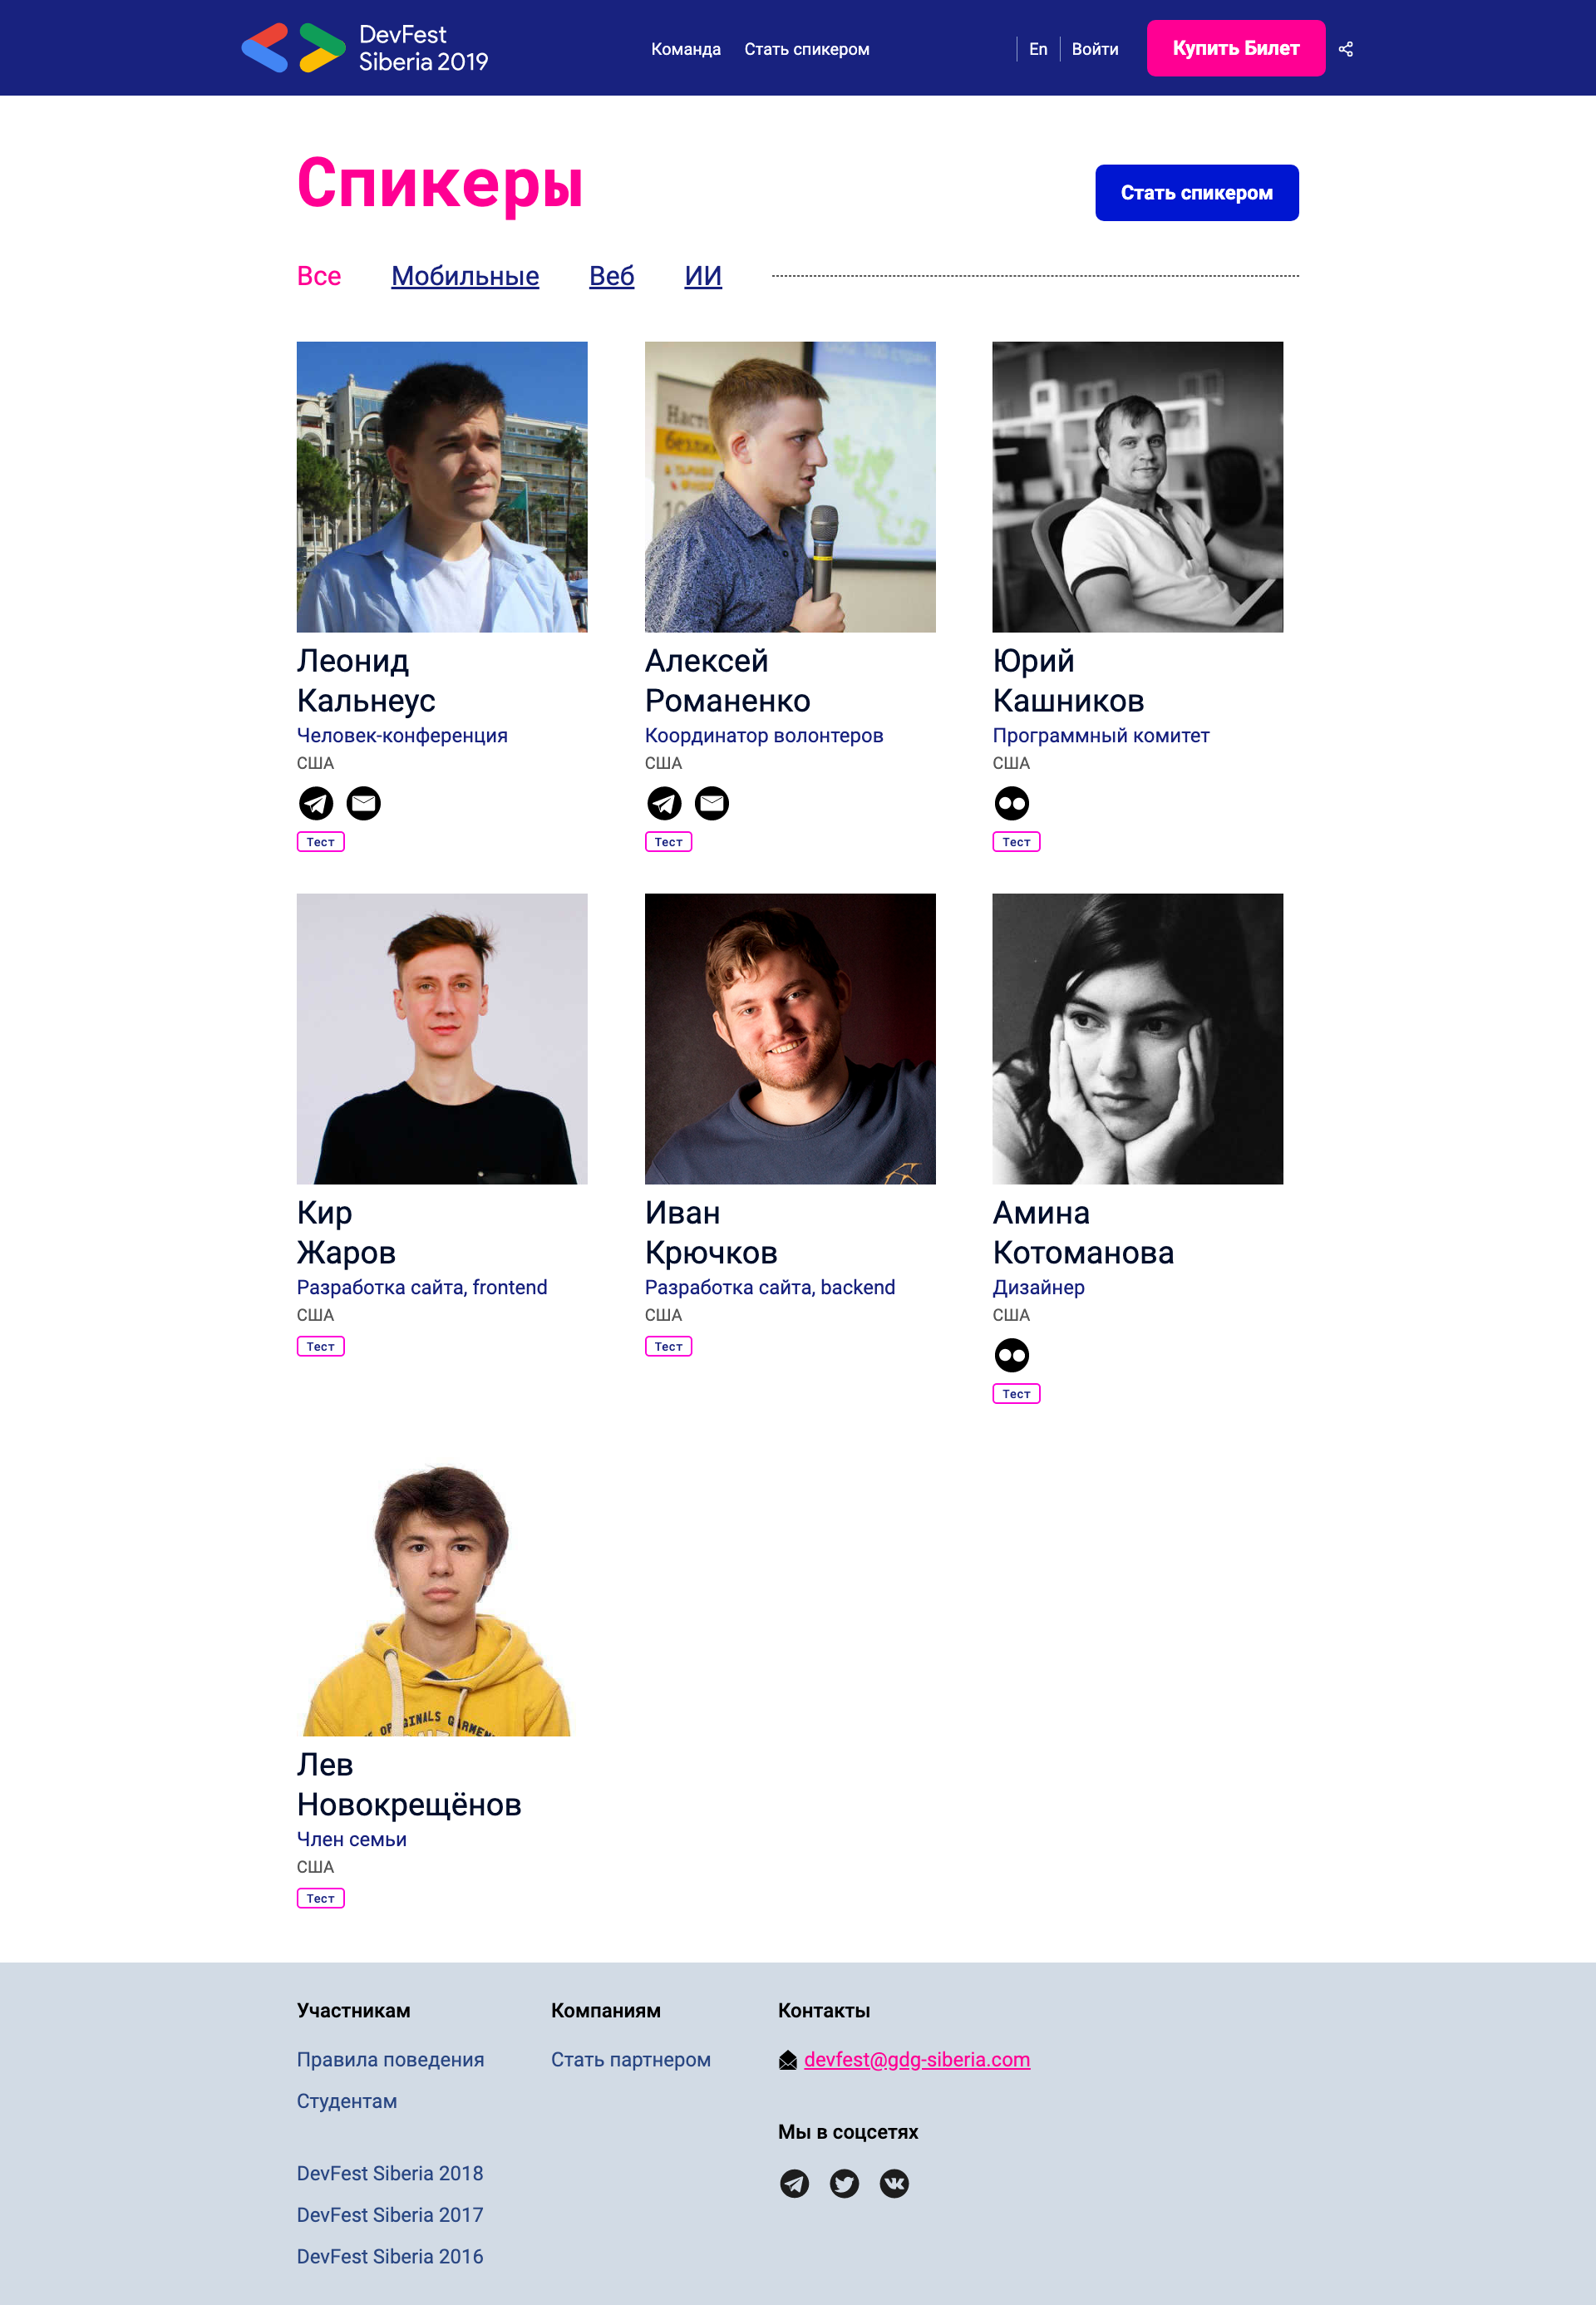 DevFest
Siberia 2019
Команда
Стать спикером
En
Войти
Купить Билет
Спикеры
Стать спикером
Все
Мобильные
Веб
ИИ
Леонид
Кальнеус
Человек-конференция
США
Тест
Алексей
Романенко
Координатор волонтеров
США
Тест
Юрий
Кашников
Программный комитет
США
Тест
Кир
Жаров
Разработка сайта, frontend
США
Тест
Иван
Крючков
Разработка сайта, backend
США
Тест
Амина
Котоманова
Дизайнер
США
Тест
Лев
Новокрещёнов
Член семьи
США
Тест
Участникам
Правила поведения
Студентам
DevFest Siberia 2018
DevFest Siberia 2017
DevFest Siberia 2016
Компаниям
Стать партнером
Контакты
devfest@gdg-siberia.com
Мы в соцсетях